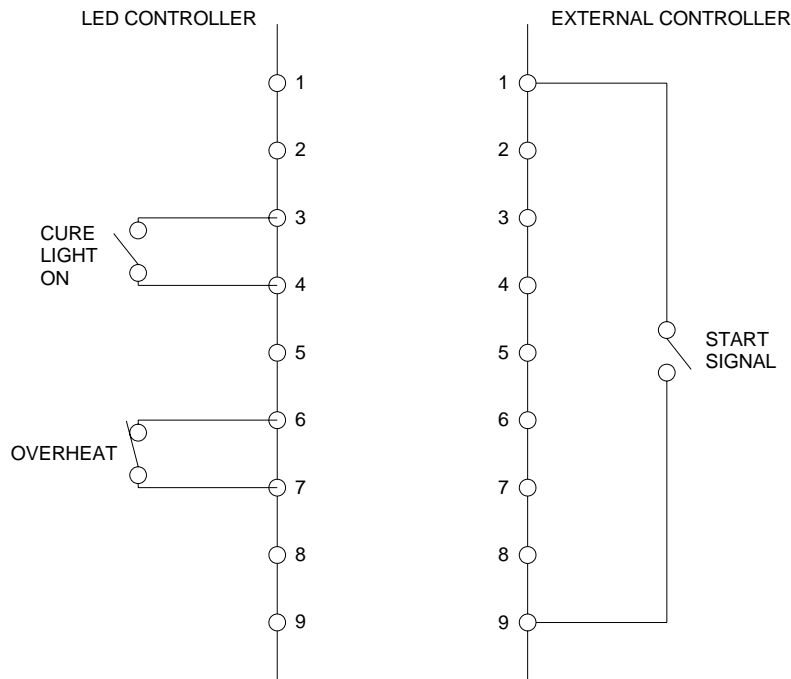 LED CONTROLLER
EXTERNAL CONTROLLER
1
2
3
4
5
6
7
8
9
CURE
LIGHT
ON
OVERHEAT
1
2
3
4
5
6
7
8
9
START
SIGNAL